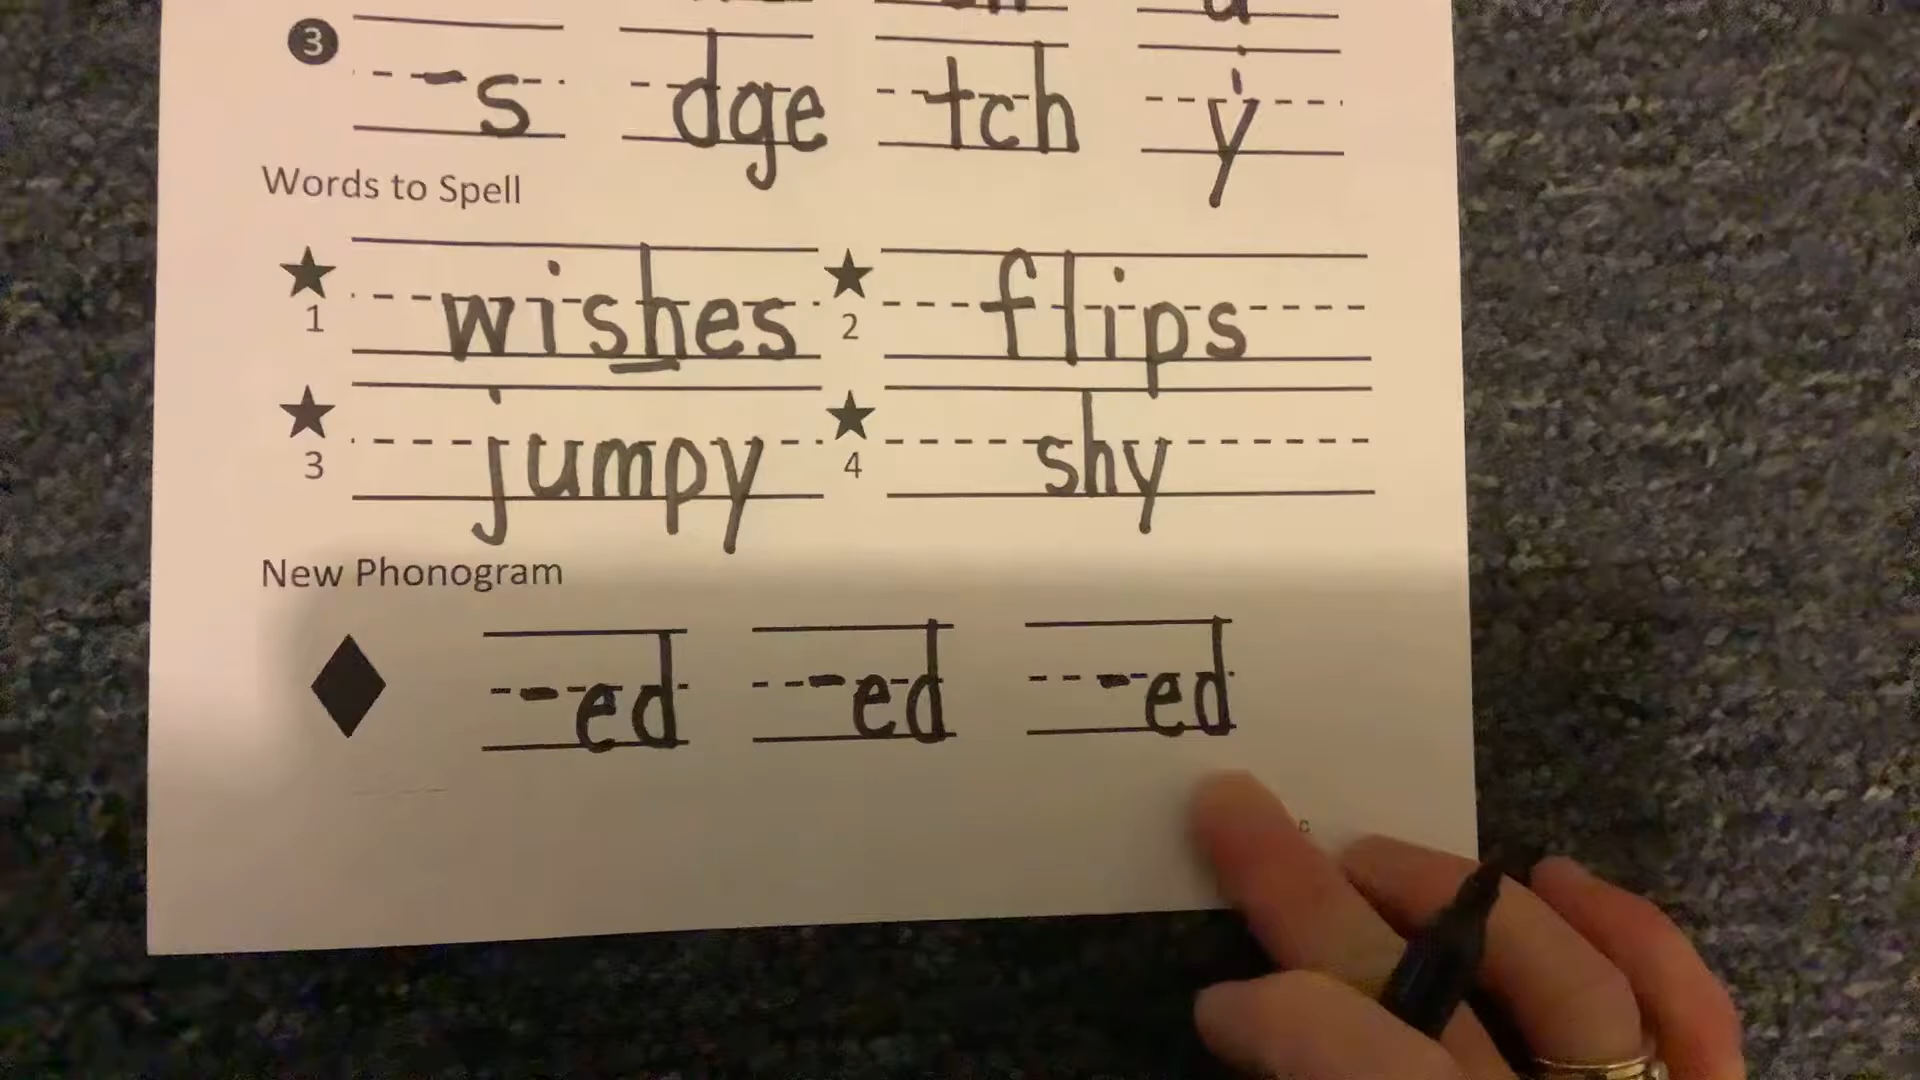 3 -s dge tch y
Words to Spell
1 wishes 2 flips
3 jumpy 4 shy
New Phonogram
-ed -ed -ed